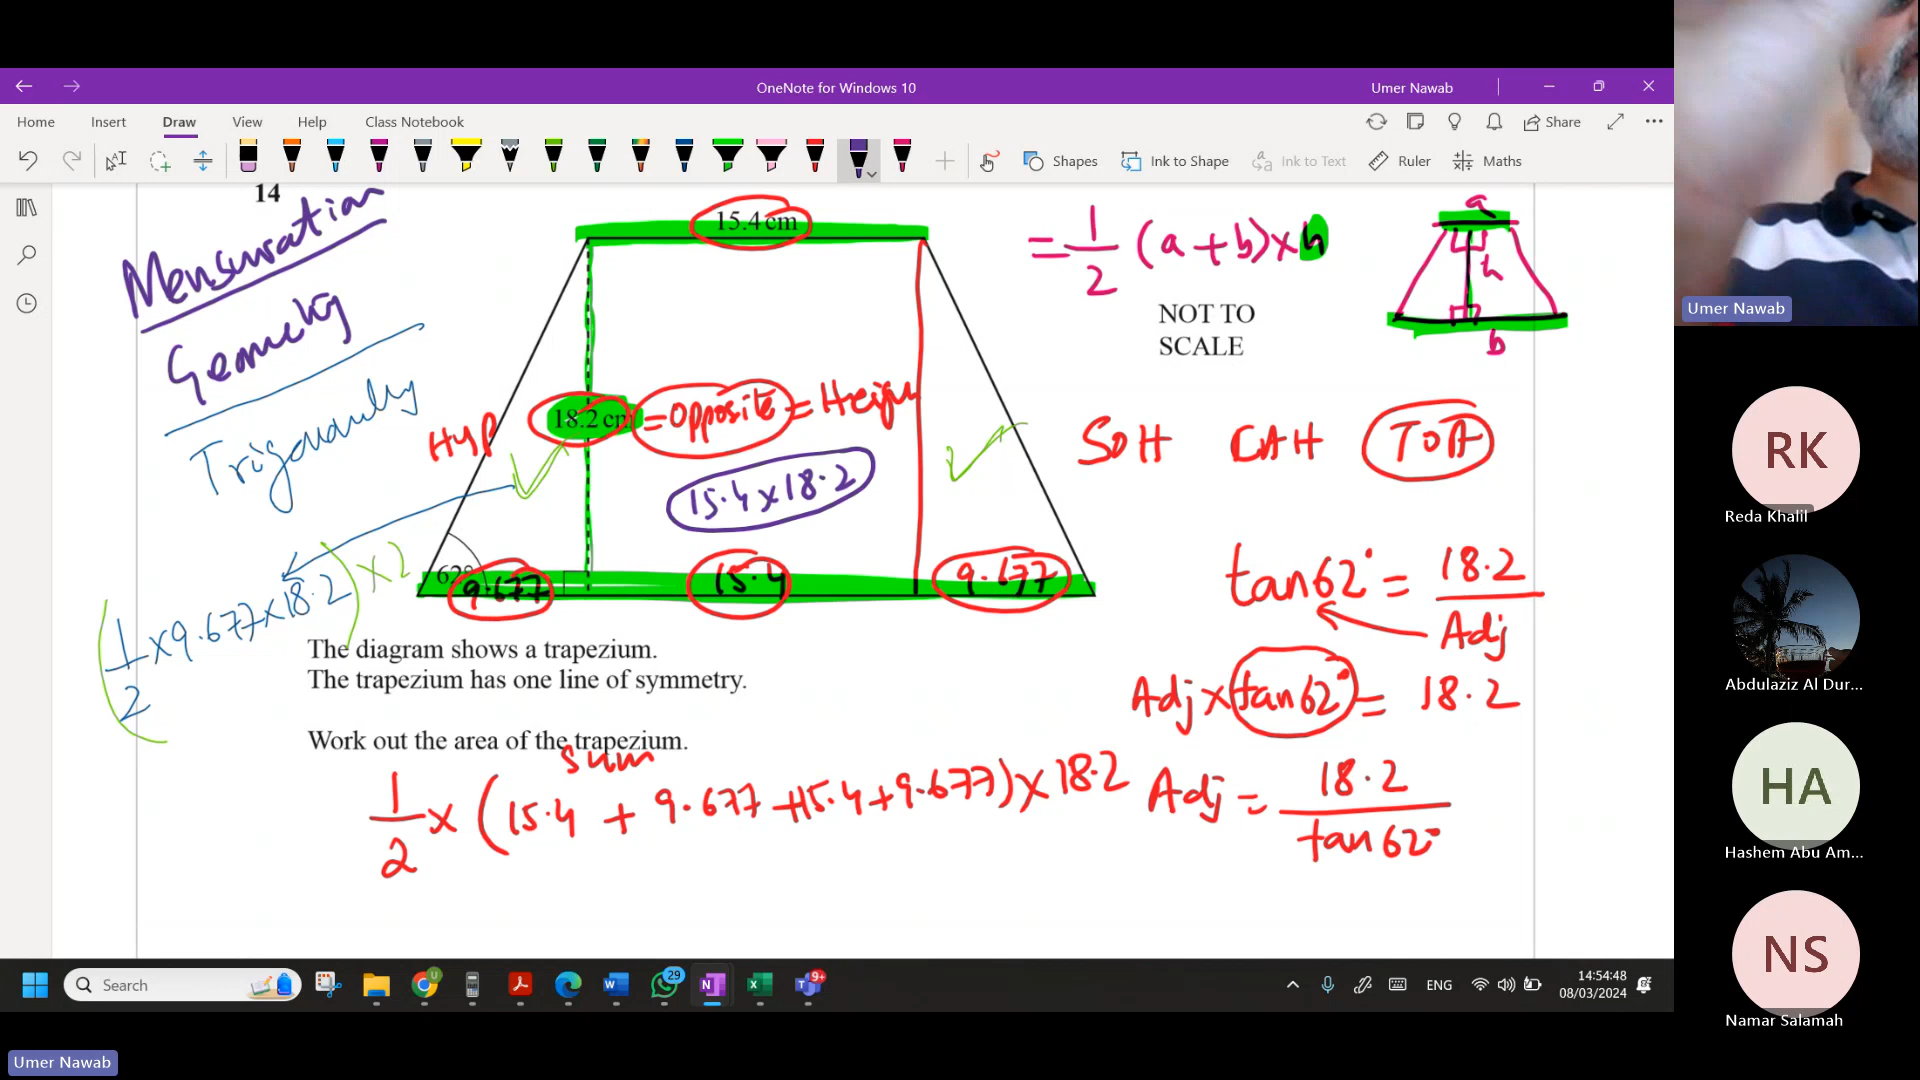 OneNote for Windows 10
Umer Nawab
Home Insert Draw View Help Class Notebook
Share
Shapes Ink to Shape Ink to Text Ruler Maths
14
Mensuration
Geometry
Trigonometry
15.4 cm
= 1/2 (a + b) × h
a
h
b
NOT TO
SCALE
Hyp
18.2 cm = Opposite = Height
15.4 × 18.2
SOH CAH TOA
62°
9.677 15.4 9.677
(1/2 × 9.677 × 18.2) × 2
tan 62° = 18.2 / Adj
Adj × tan 62° = 18.2
Adj = 18.2 / tan 62°
The diagram shows a trapezium.
The trapezium has one line of symmetry.
Work out the area of the trapezium.
Sum
1/2 × (15.4 + 9.677 + 15.4 + 9.677) × 18.2
Umer Nawab
RK
Reda Khalil
Abdulaziz Al Dur...
HA
Hashem Abu Am...
NS
Namar Salamah
Search
29
9+
ENG
14:54:48
08/03/2024
Umer Nawab